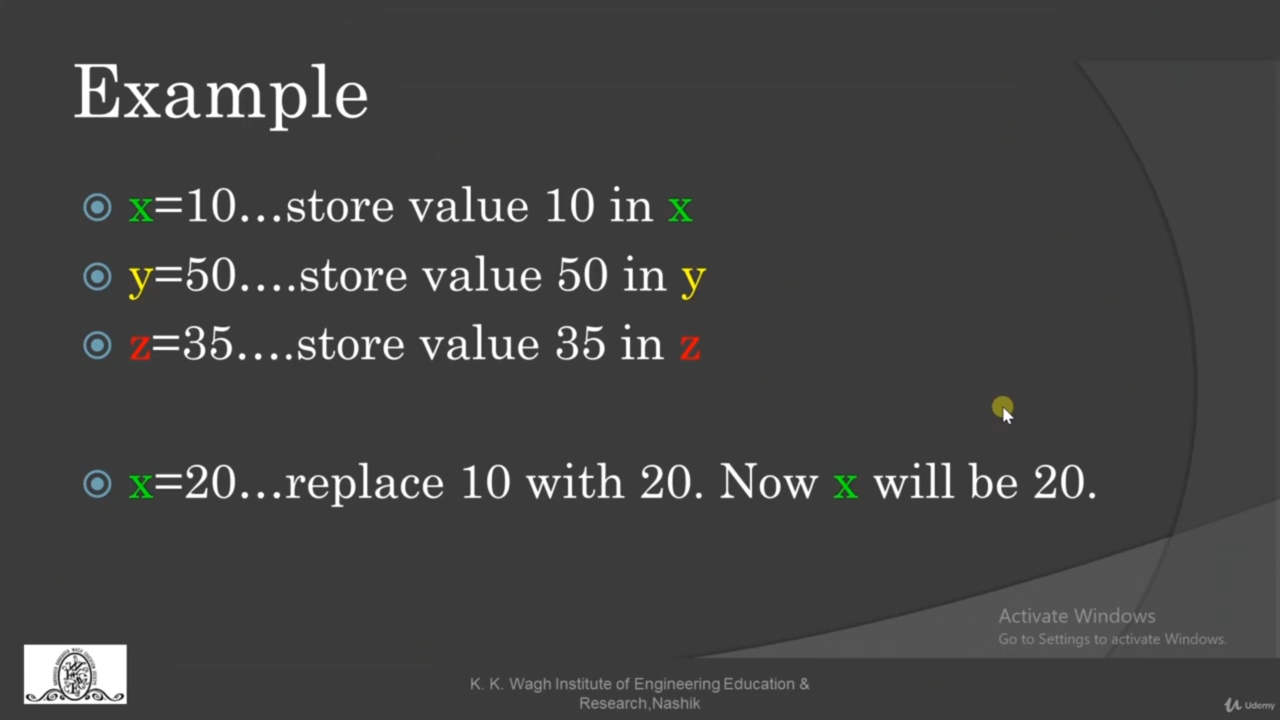 Example
x=10...store value 10 in x
y=50....store value 50 in y
z=35....store value 35 in z
x=20...replace 10 with 20. Now x will be 20.
Activate Windows
Go to Settings to activate Windows.
K. K. Wagh Institute of Engineering Education &
Research,Nashik
Udemy